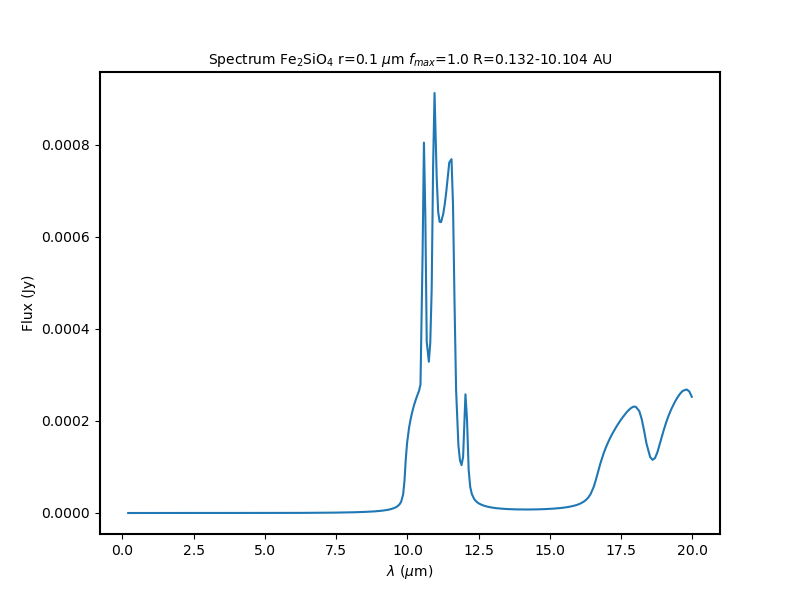 Spectrum Fe₂SiO₄ r=0.1 μm f_max=1.0 R=0.132-10.104 AU
0.0008
0.0006
0.0004
0.0002
0.0000
Flux (Jy)
0.0 2.5 5.0 7.5 10.0 12.5 15.0 17.5 20.0
λ (μm)